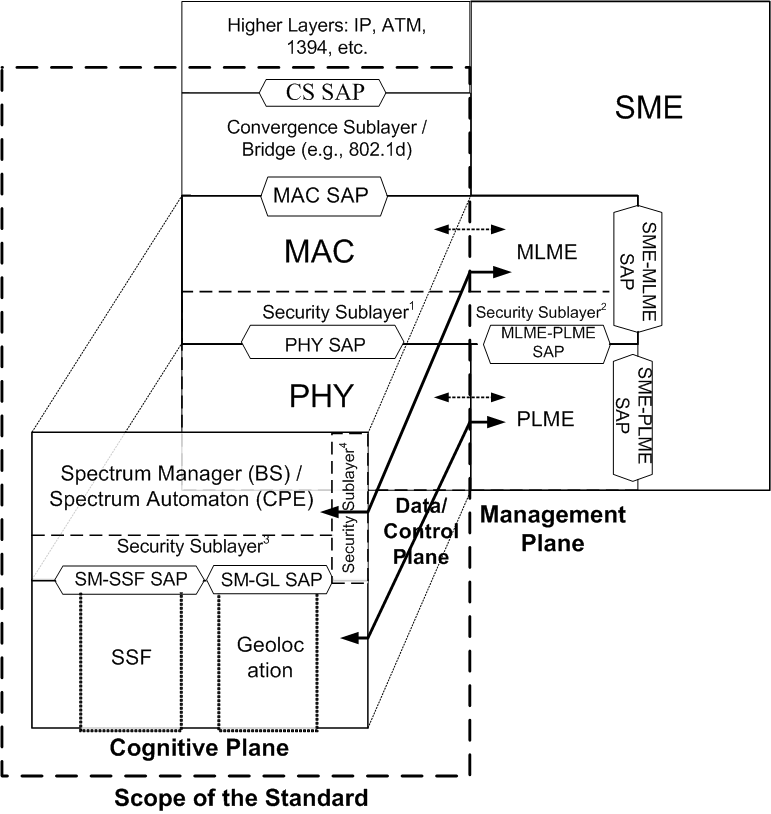 Higher Layers: IP, ATM,
1394, etc.
SME
CS SAP
Convergence Sublayer /
Bridge (e.g., 802.1d)
MAC SAP
MAC
MLME
SME-MLME
SAP
Security Sublayer1
Security Sublayer2
PHY SAP
MLME-PLME
SAP
PHY
PLME
SME-PLME
SAP
Spectrum Manager (BS) /
Spectrum Automaton (CPE)
Security Sublayer4
Data/
Control
Plane
Management
Plane
Security Sublayer3
SM-SSF SAP
SM-GL SAP
SSF
Geoloc
ation
Cognitive Plane
Scope of the Standard